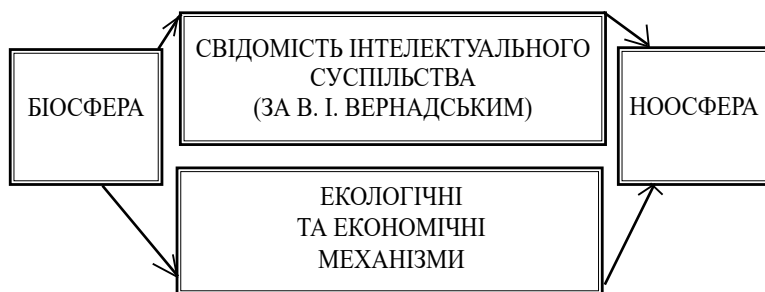 БІОСФЕРА
СВІДОМІСТЬ ІНТЕЛЕКТУАЛЬНОГО
СУСПІЛЬСТВА
(ЗА В. І. ВЕРНАДСЬКИМ)
НООСФЕРА
ЕКОЛОГІЧНІ
ТА ЕКОНОМІЧНІ
МЕХАНІЗМИ